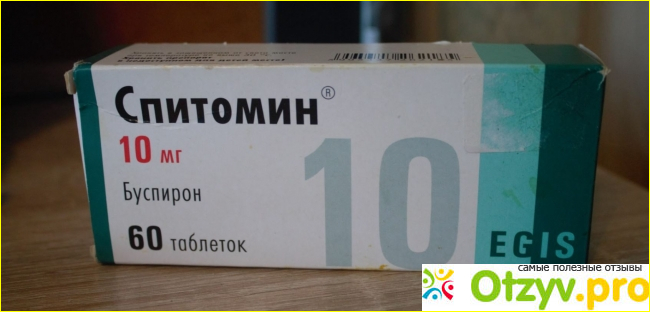 Спитомин®
10 мг
Буспирон
60 таблеток
10
EGIS
самые полезные отзывы
Otzyv.pro